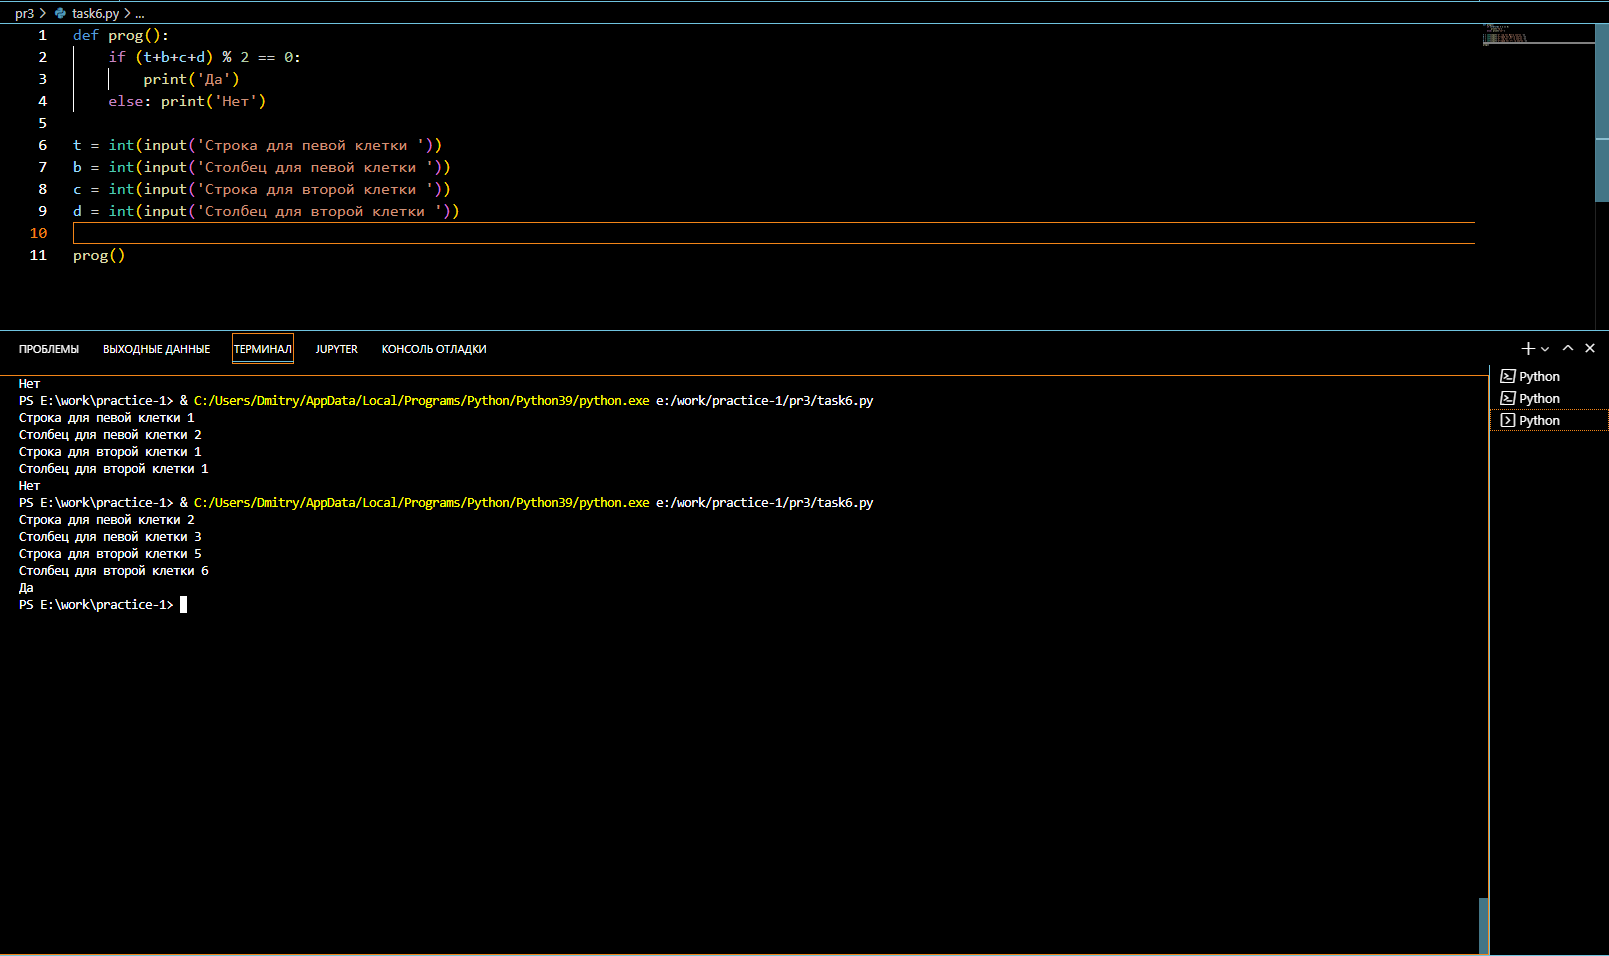 pr3 > task6.py > ...
1 def prog():
2 if (t+b+c+d) % 2 == 0:
3 print('Да')
4 else: print('Нет')
5
6 t = int(input('Строка для певой клетки '))
7 b = int(input('Столбец для певой клетки '))
8 c = int(input('Строка для второй клетки '))
9 d = int(input('Столбец для второй клетки '))
10
11 prog()
ПРОБЛЕМЫ ВЫХОДНЫЕ ДАННЫЕ ТЕРМИНАЛ JUPYTER КОНСОЛЬ ОТЛАДКИ
Нет
PS E:\work\practice-1> & C:/Users/Dmitry/AppData/Local/Programs/Python/Python39/python.exe e:/work/practice-1/pr3/task6.py
Строка для певой клетки 1
Столбец для певой клетки 2
Строка для второй клетки 1
Столбец для второй клетки 1
Нет
PS E:\work\practice-1> & C:/Users/Dmitry/AppData/Local/Programs/Python/Python39/python.exe e:/work/practice-1/pr3/task6.py
Строка для певой клетки 2
Столбец для певой клетки 3
Строка для второй клетки 5
Столбец для второй клетки 6
Да
PS E:\work\practice-1>
Python
Python
Python